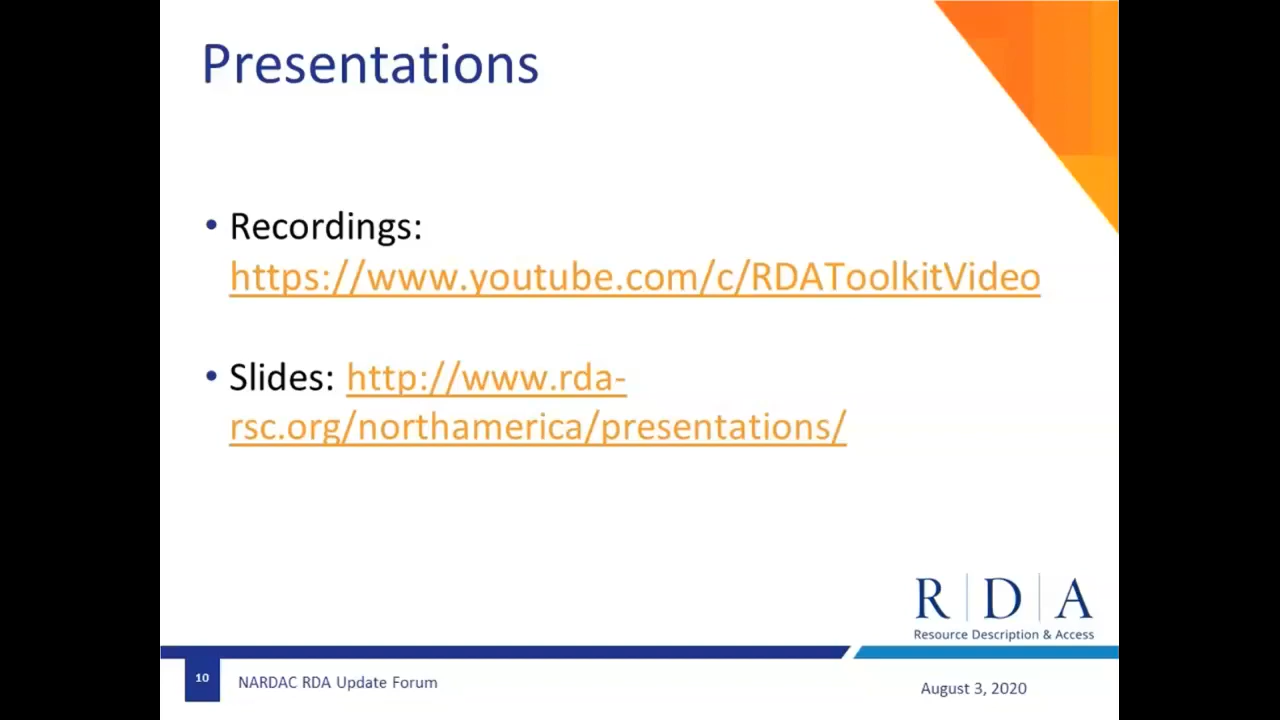 Presentations
• Recordings:
https://www.youtube.com/c/RDAToolkitVideo
• Slides: http://www.rda-
rsc.org/northamerica/presentations/
R|D|A
Resource Description & Access
10
NARDAC RDA Update Forum
August 3, 2020